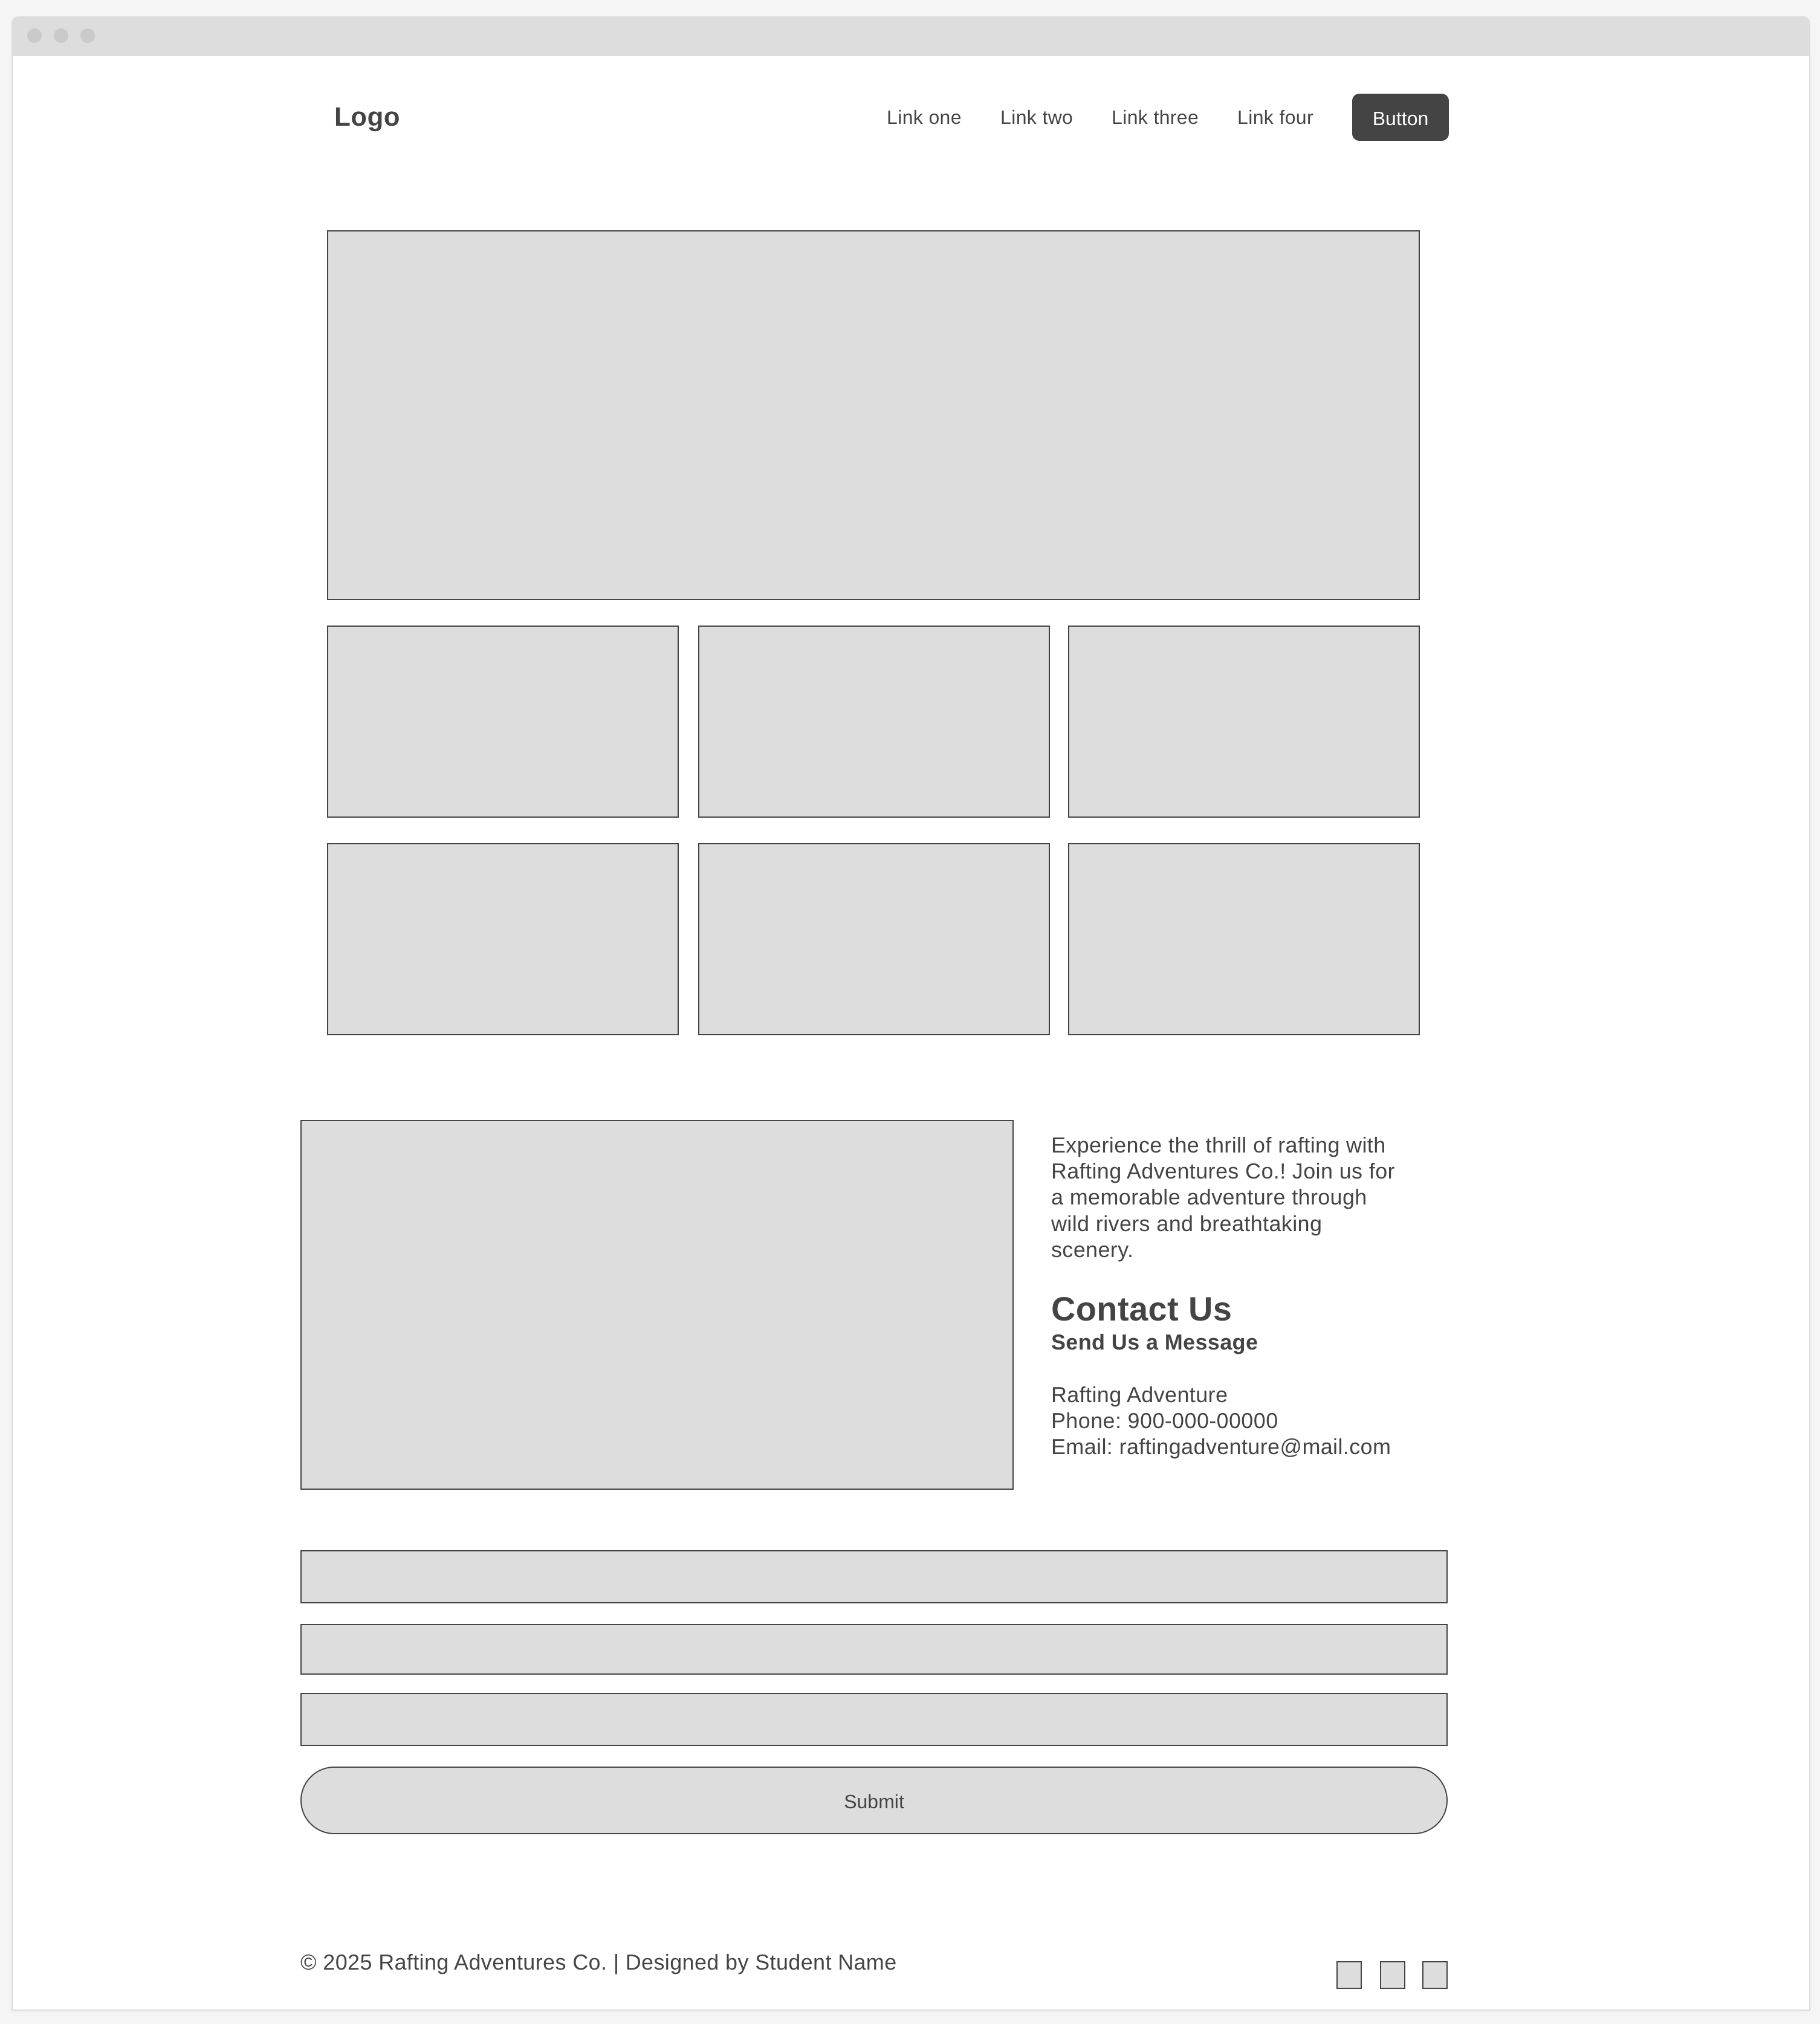 Logo
Link one
Link two
Link three
Link four
Button
Experience the thrill of rafting with
Rafting Adventures Co.! Join us for
a memorable adventure through
wild rivers and breathtaking
scenery.
Contact Us
Send Us a Message
Rafting Adventure
Phone: 900-000-00000
Email: raftingadventure@mail.com
Submit
© 2025 Rafting Adventures Co. | Designed by Student Name